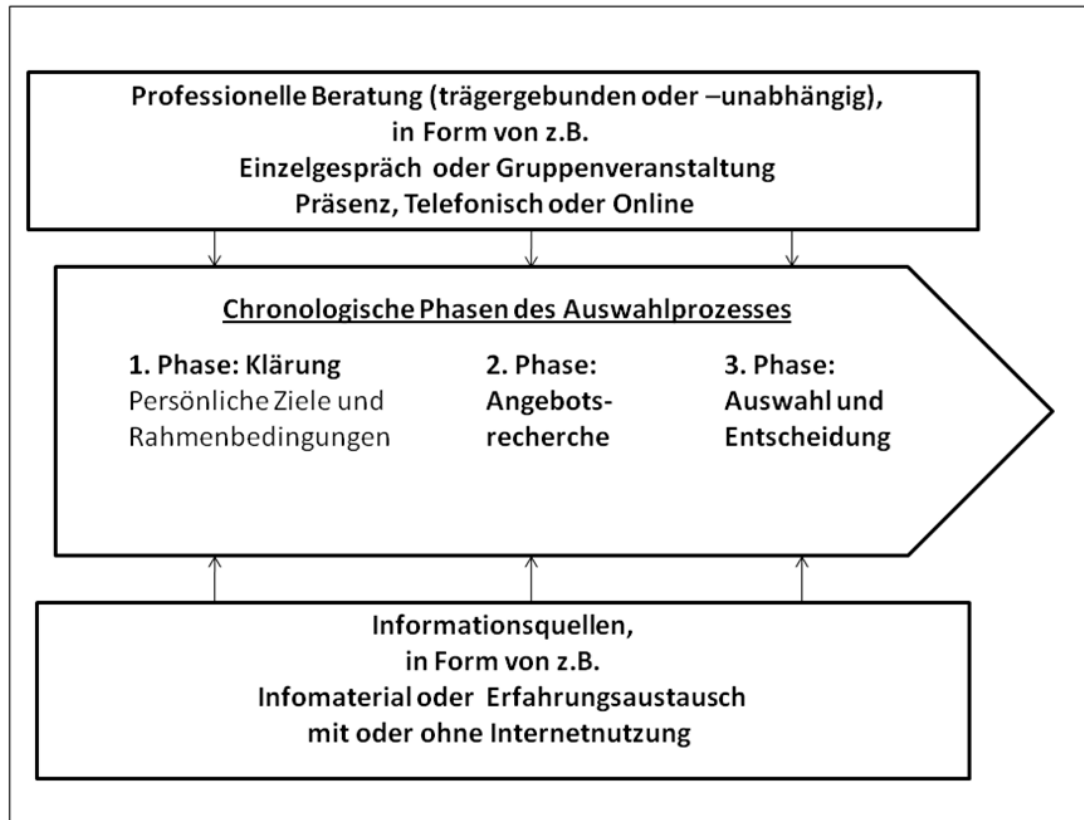 Professionelle Beratung (trägergebunden oder –unabhängig),
in Form von z.B.
Einzelgespräch oder Gruppenveranstaltung
Präsenz, Telefonisch oder Online
Chronologische Phasen des Auswahlprozesses
1. Phase: Klärung
Persönliche Ziele und
Rahmenbedingungen
2. Phase:
Angebots-
recherche
3. Phase:
Auswahl und
Entscheidung
Informationsquellen,
in Form von z.B.
Infomaterial oder Erfahrungsaustausch
mit oder ohne Internetnutzung